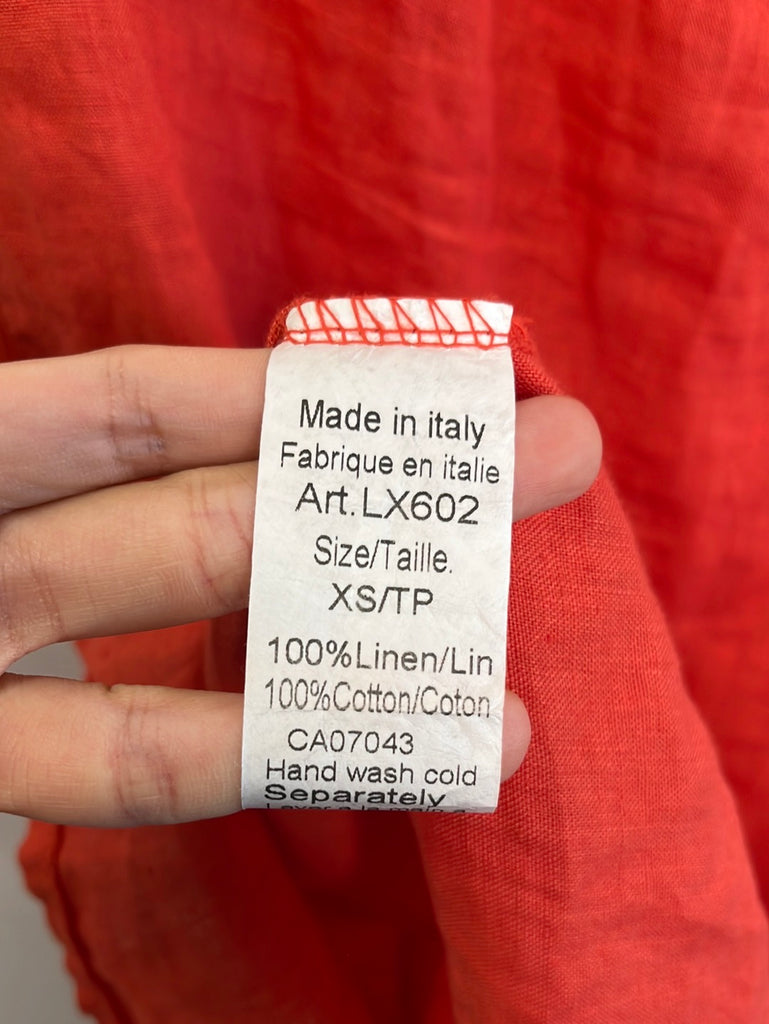 Made in italy
Fabrique en italie
Art.LX602
Size/Taille.
XS/TP
100%Linen/Lin
100%Cotton/Coton
CA07043
Hand wash cold
Separately